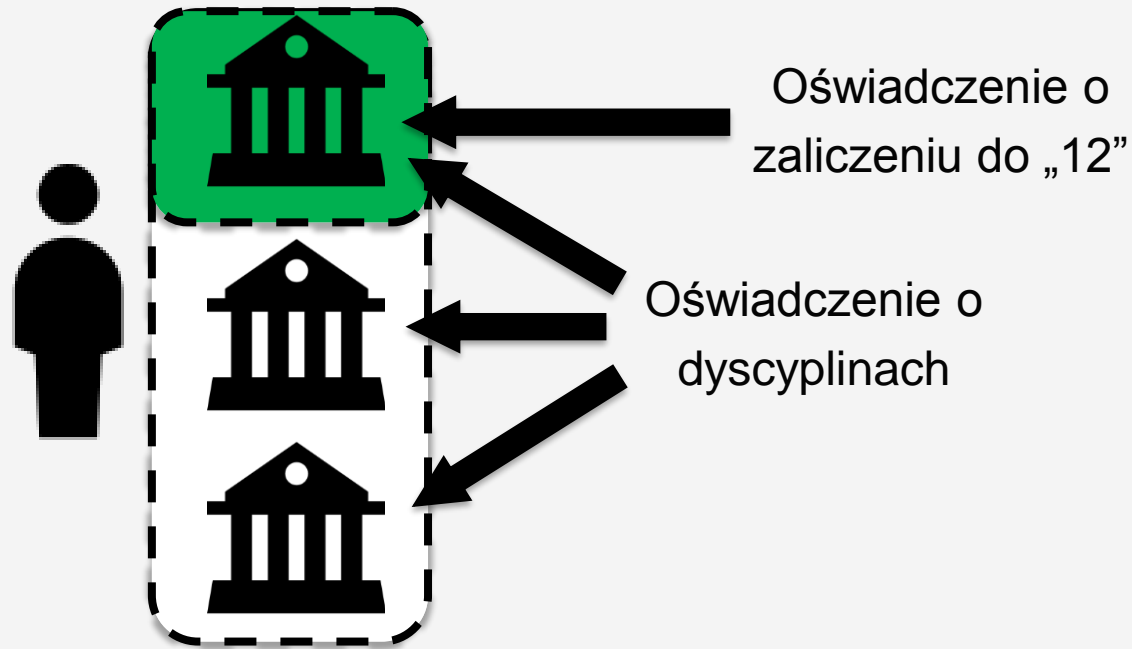 Oświadczenie o
zaliczeniu do „12”
Oświadczenie o
dyscyplinach